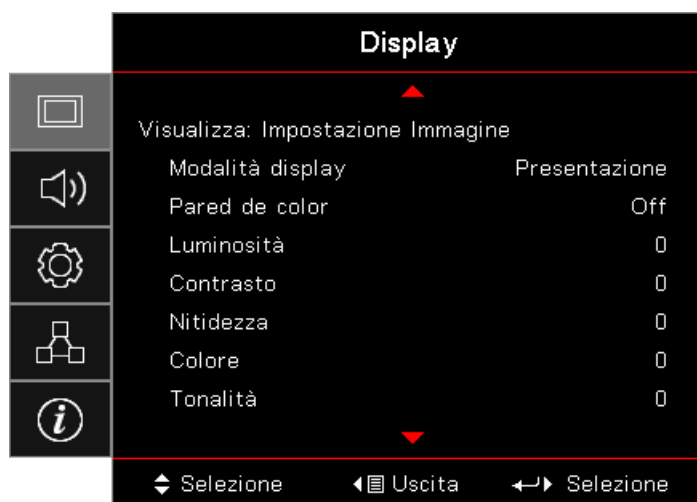 Display
Visualizza: Impostazione Immagine
Modalità display Presentazione
Pared de color Off
Luminosità 0
Contrasto 0
Nitidezza 0
Colore 0
Tonalità 0
Selezione Uscita Selezione